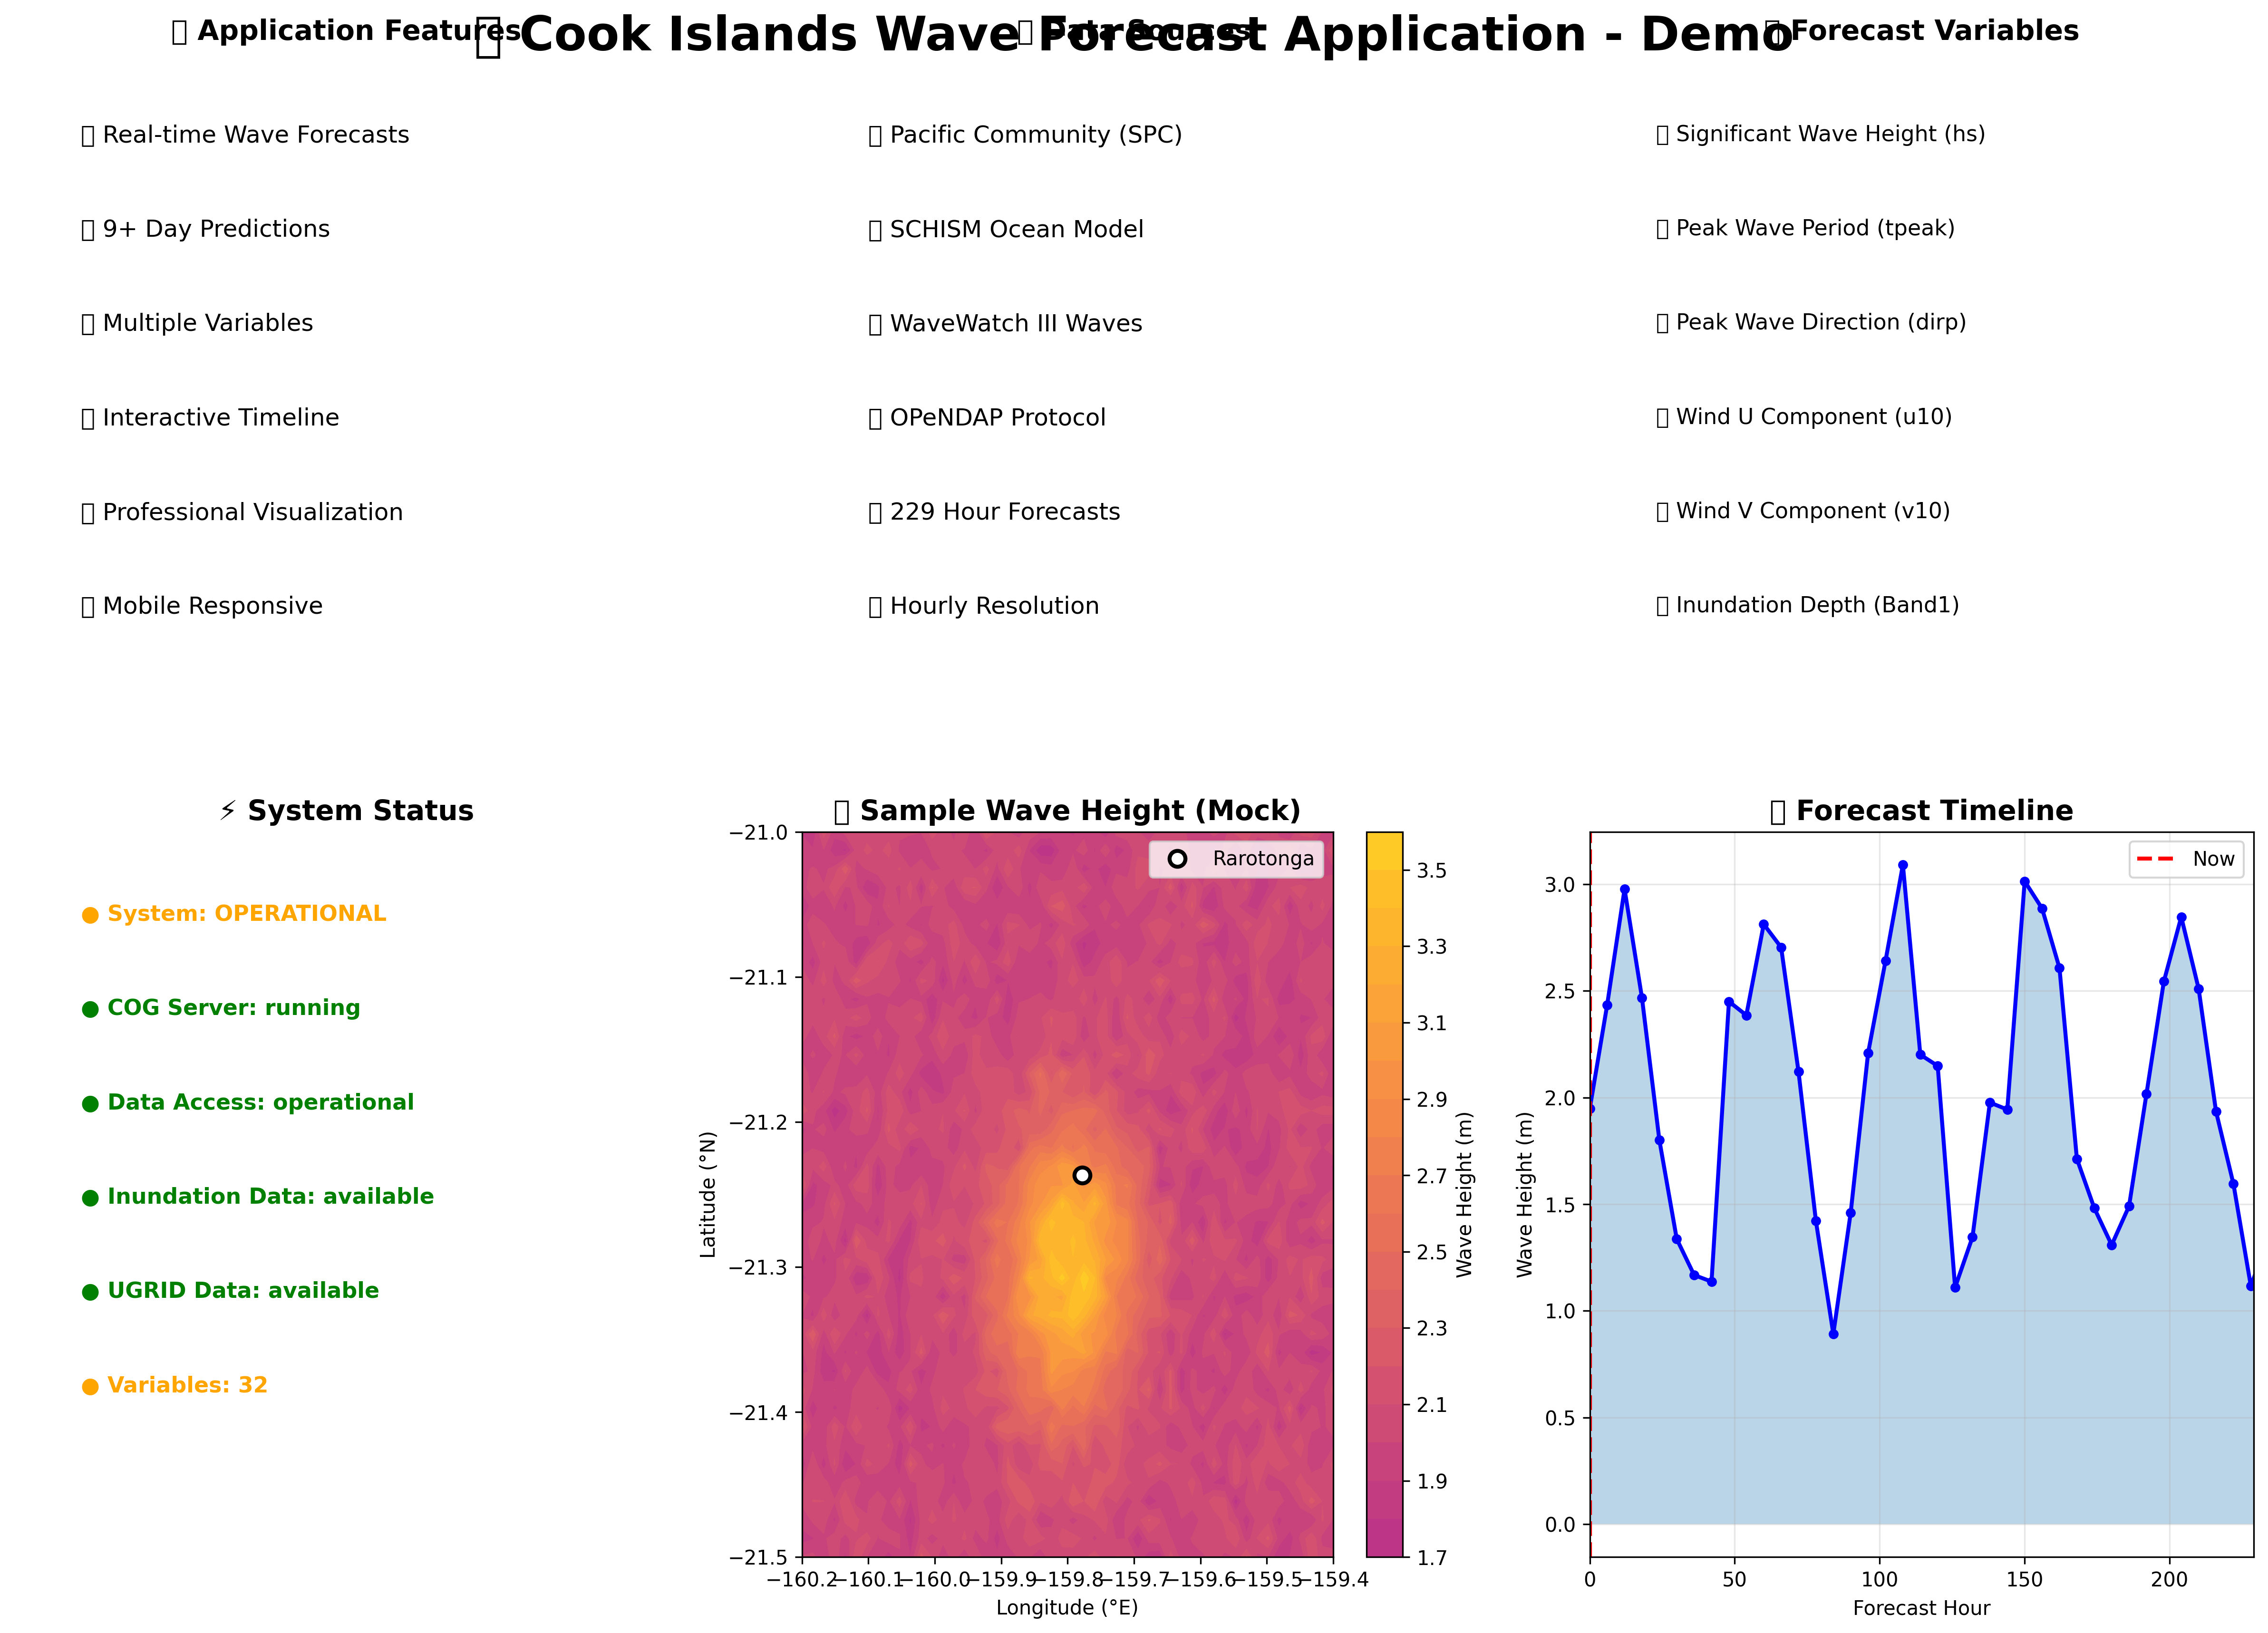 Cook Islands Wave Forecast Application - Demo
Application Features
Real-time Wave Forecasts
9+ Day Predictions
Multiple Variables
Interactive Timeline
Professional Visualization
Mobile Responsive
Data Sources
Pacific Community (SPC)
SCHISM Ocean Model
WaveWatch III Waves
OPeNDAP Protocol
229 Hour Forecasts
Hourly Resolution
Forecast Variables
Significant Wave Height (hs)
Peak Wave Period (tpeak)
Peak Wave Direction (dirp)
Wind U Component (u10)
Wind V Component (v10)
Inundation Depth (Band1)
⚡ System Status
● System: OPERATIONAL
● COG Server: running
● Data Access: operational
● Inundation Data: available
● UGRID Data: available
● Variables: 32
Sample Wave Height (Mock)
Rarotonga
Latitude (°N)
−21.0
−21.1
−21.2
−21.3
−21.4
−21.5
−160.2 −160.1 −160.0 −159.9 −159.8 −159.7 −159.6 −159.5 −159.4
Longitude (°E)
3.5
3.3
3.1
2.9
2.7
2.5
2.3
2.1
1.9
1.7
Wave Height (m)
Forecast Timeline
Now
Wave Height (m)
3.0
2.5
2.0
1.5
1.0
0.5
0.0
0 50 100 150 200
Forecast Hour